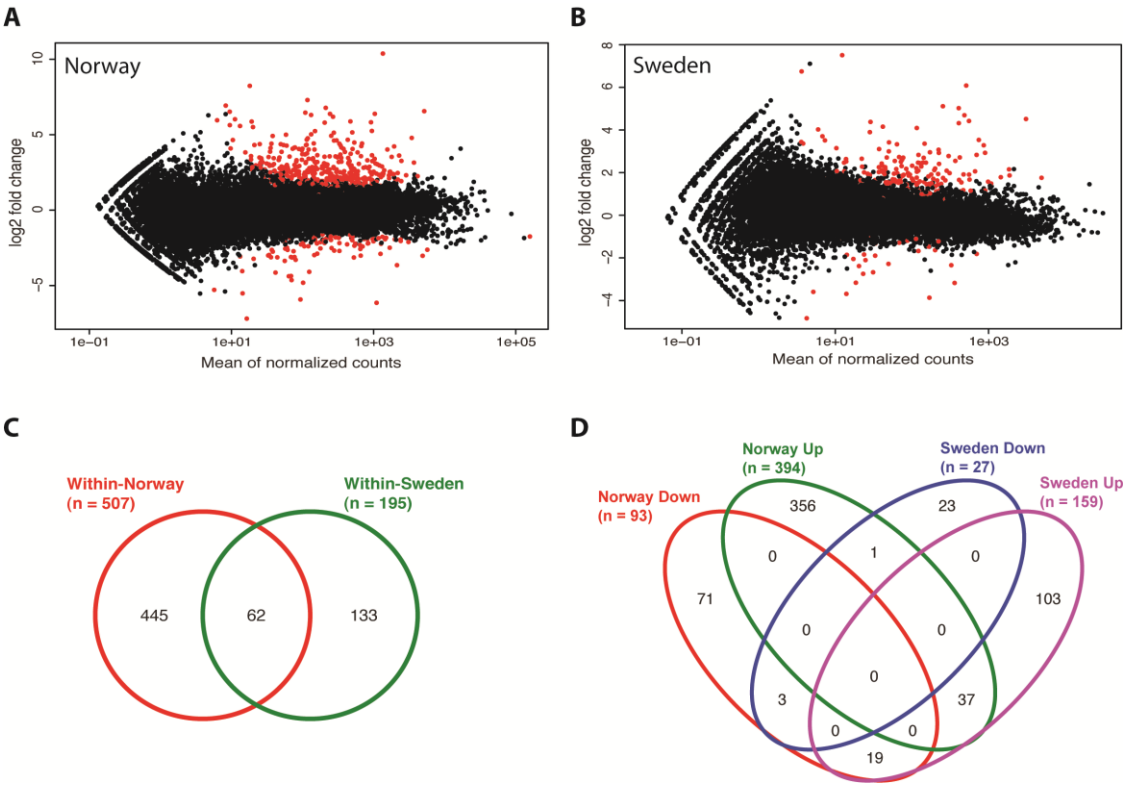 A
Norway
10
5
0
−5
log2 fold change
1e−01
1e+01
1e+03
1e+05
Mean of normalized counts
B
Sweden
8
6
4
2
0
−2
−4
log2 fold change
1e−01
1e+01
1e+03
Mean of normalized counts
C
Within-Norway
(n = 507)
Within-Sweden
(n = 195)
445
62
133
D
Norway Down
(n = 93)
Norway Up
(n = 394)
Sweden Down
(n = 27)
Sweden Up
(n = 159)
356
23
0
1
0
71
103
0
0
0
3
37
0
0
19